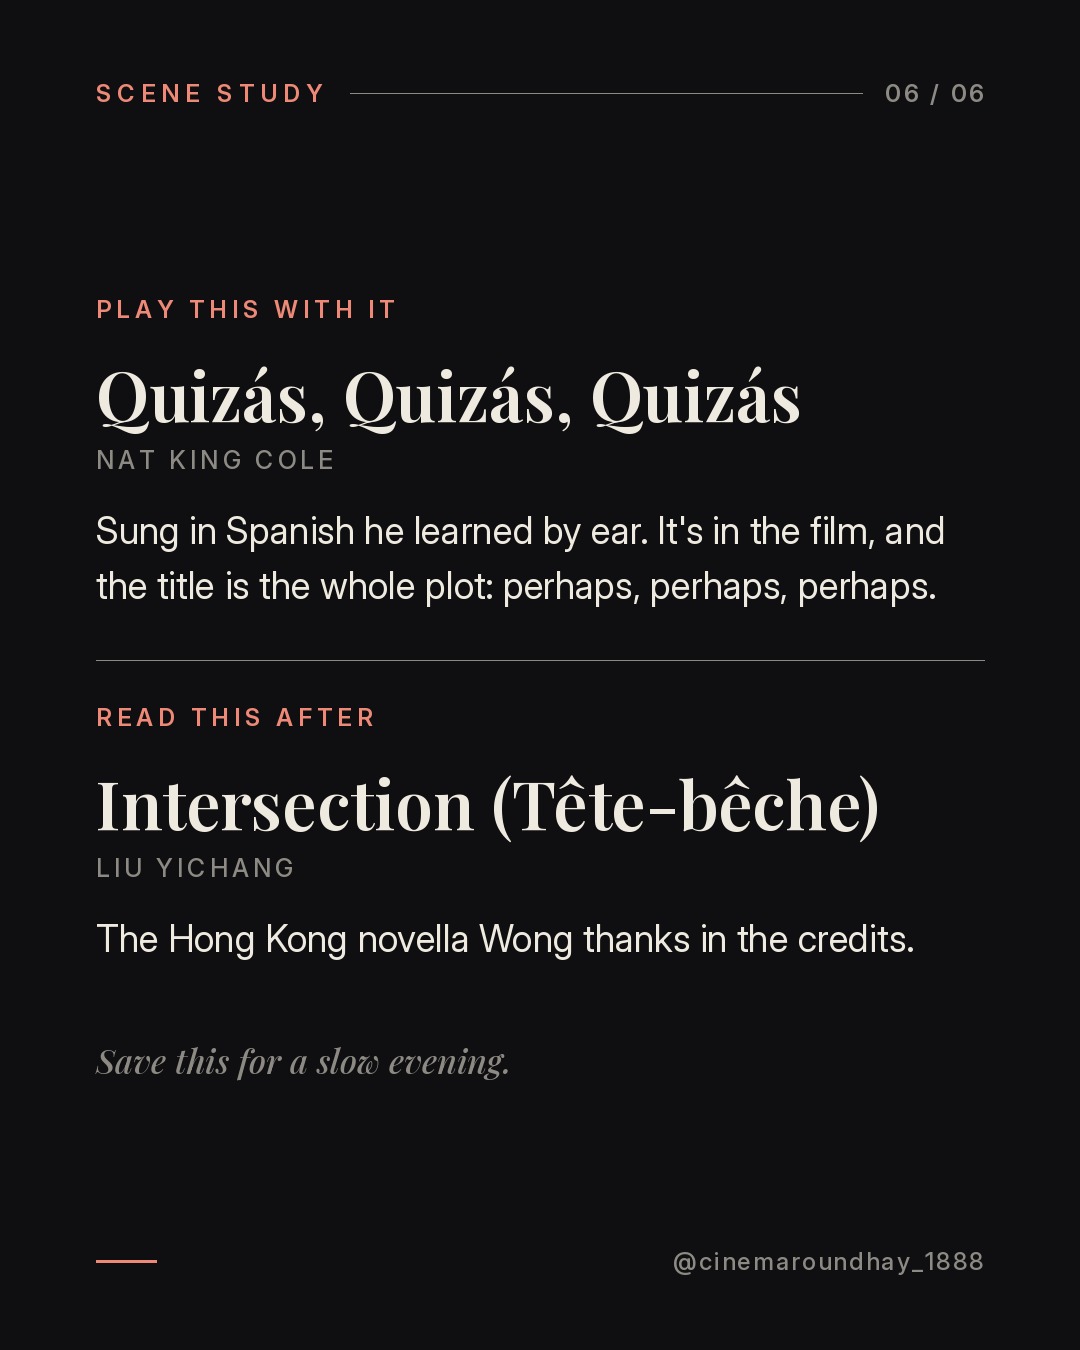 SCENE STUDY
06 / 06
PLAY THIS WITH IT
Quizás, Quizás, Quizás
NAT KING COLE
Sung in Spanish he learned by ear. It's in the film, and
the title is the whole plot: perhaps, perhaps, perhaps.
READ THIS AFTER
Intersection (Tête-bêche)
LIU YICHANG
The Hong Kong novella Wong thanks in the credits.
Save this for a slow evening.
@cinemaroundhay_1888